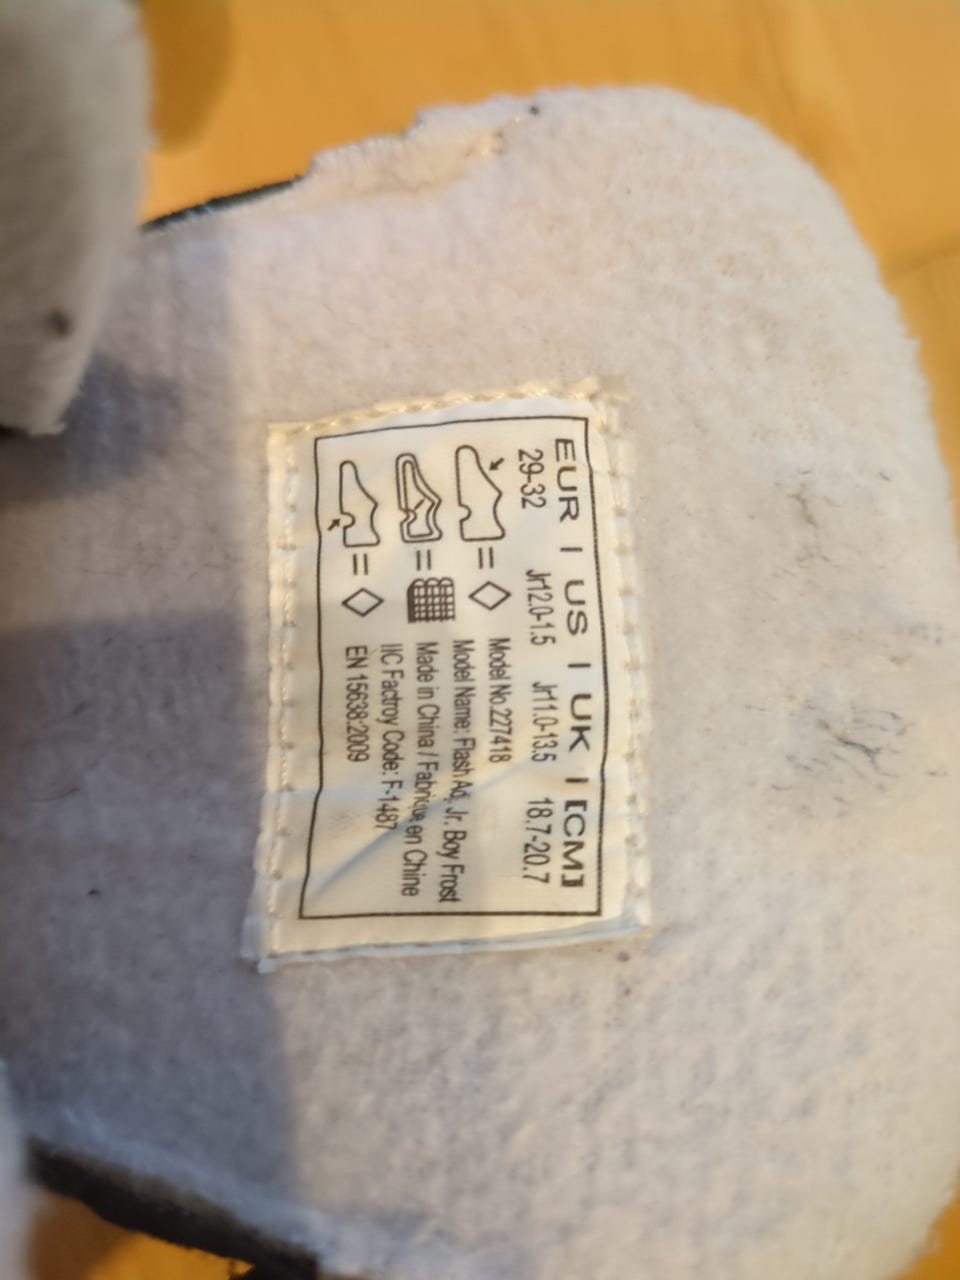 EUR | US | UK | [CM]
29-32 Jr12.0-1.5 Jr11.0-13.5 18.7-20.7
Model No.227418
Model Name: Flash Ad. Jr. Boy Frost
Made in China / Fabrique en Chine
IIC Factroy Code: F-1487
EN 15638:2009